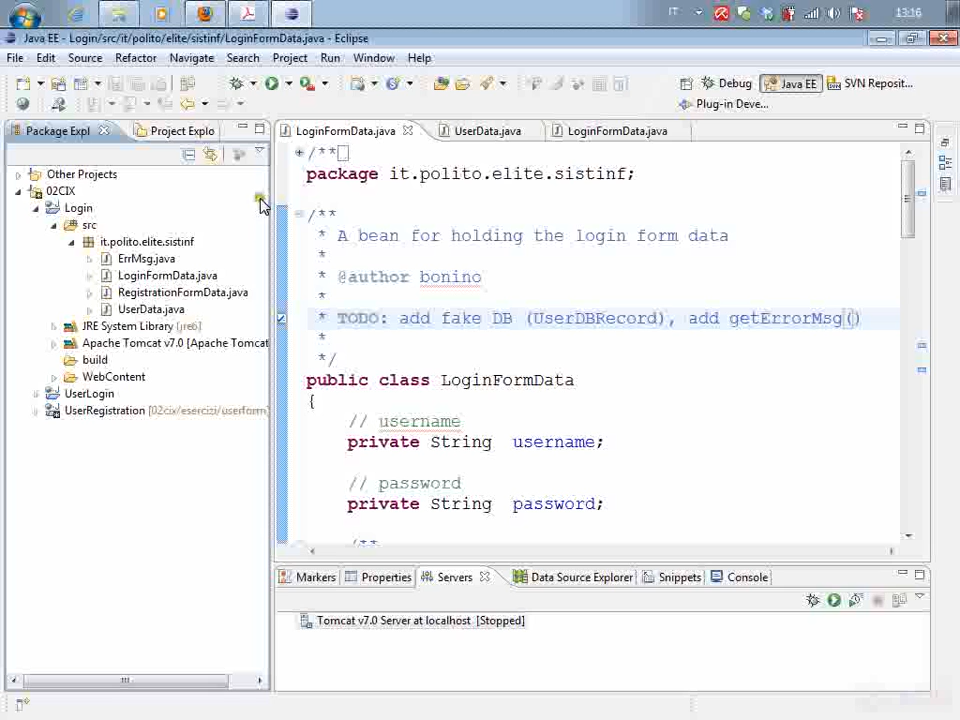 IT
13:16
Java EE - Login/src/it/polito/elite/sistinf/LoginFormData.java - Eclipse
File Edit Source Refactor Navigate Search Project Run Window Help
Debug Java EE SVN Reposit...
Plug-in Deve...
Package Expl Project Explo
LoginFormData.java UserData.java LoginFormData.java
Other Projects
02CIX
Login
src
it.polito.elite.sistinf
ErrMsg.java
LoginFormData.java
RegistrationFormData.java
UserData.java
JRE System Library [jre6]
Apache Tomcat v7.0 [Apache Tomcat
build
WebContent
UserLogin
UserRegistration [02cix/esercizi/userform
/**
package it.polito.elite.sistinf;
/**
* A bean for holding the login form data
*
* @author bonino
*
* TODO: add fake DB (UserDBRecord), add getErrorMsg()
*
*/
public class LoginFormData
{
// username
private String username;
// password
private String password;
/**
Markers Properties Servers Data Source Explorer Snippets Console
Tomcat v7.0 Server at localhost [Stopped]